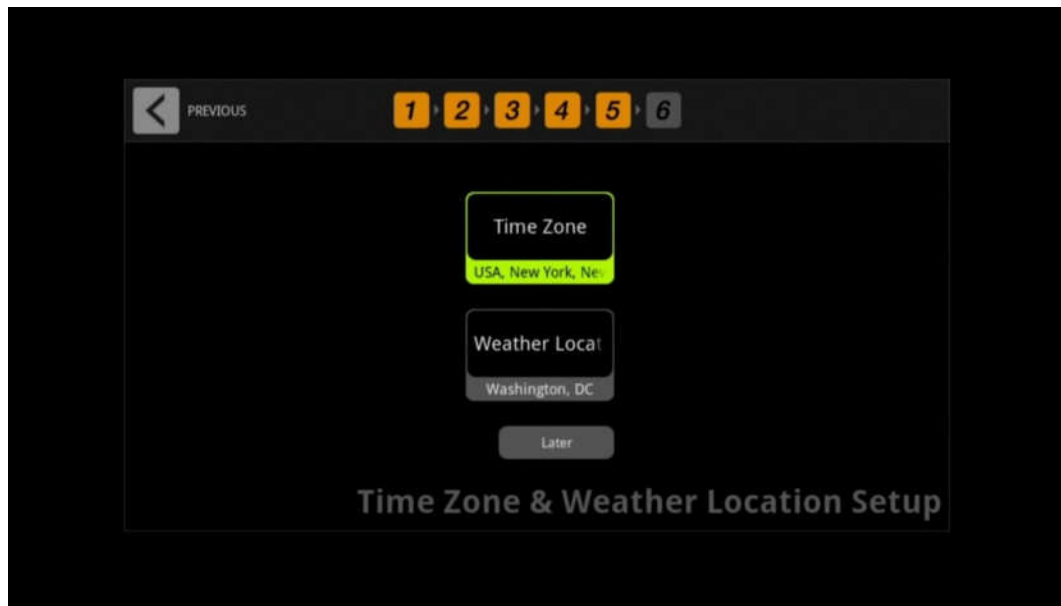 PREVIOUS
1 2 3 4 5 6
Time Zone
USA, New York, Nev
Weather Locat
Washington, DC
Later
Time Zone & Weather Location Setup